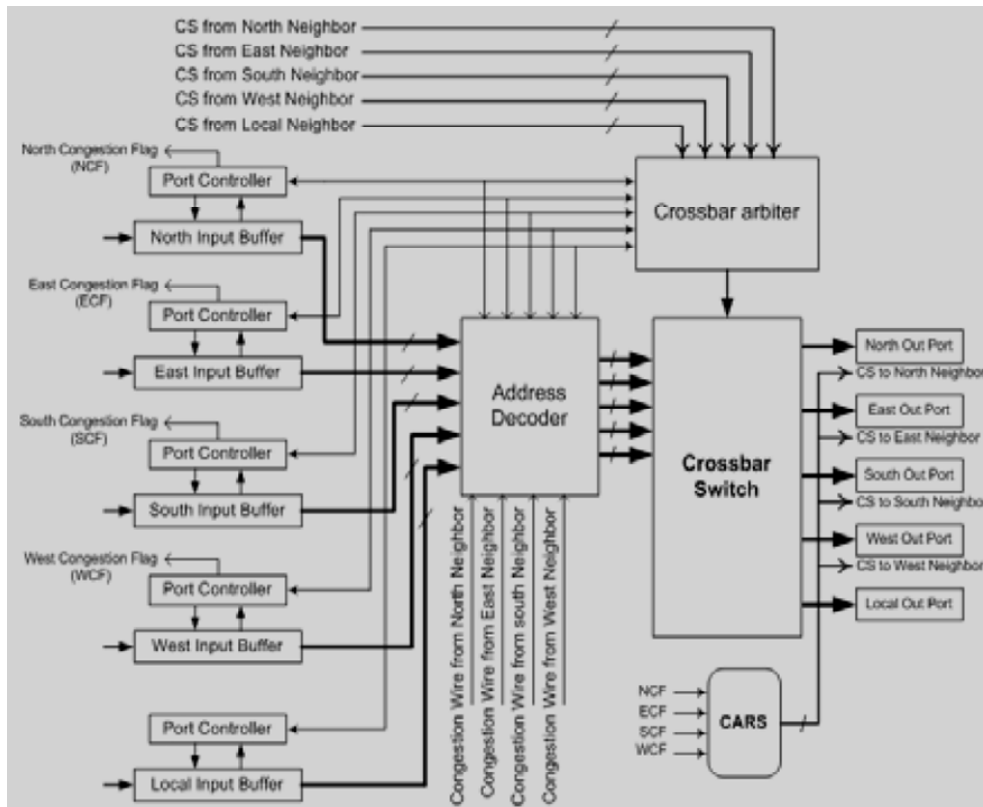 CS from North Neighbor
CS from East Neighbor
CS from South Neighbor
CS from West Neighbor
CS from Local Neighbor
North Congestion Flag
(NCF)
Port Controller
North Input Buffer
Crossbar arbiter
East Congestion Flag
(ECF)
Port Controller
East Input Buffer
South Congestion Flag
(SCF)
Port Controller
South Input Buffer
West Congestion Flag
(WCF)
Port Controller
West Input Buffer
Port Controller
Local Input Buffer
Address
Decoder
Congestion Wire from North Neighbor
Congestion Wire from East Neighbor
Congestion Wire from south Neighbor
Congestion Wire from West Neighbor
Crossbar
Switch
North Out Port
CS to North Neighbor
East Out Port
CS to East Neighbor
South Out Port
CS to South Neighbor
West Out Port
CS to West Neighbor
Local Out Port
NCF
ECF
SCF
WCF
CARS